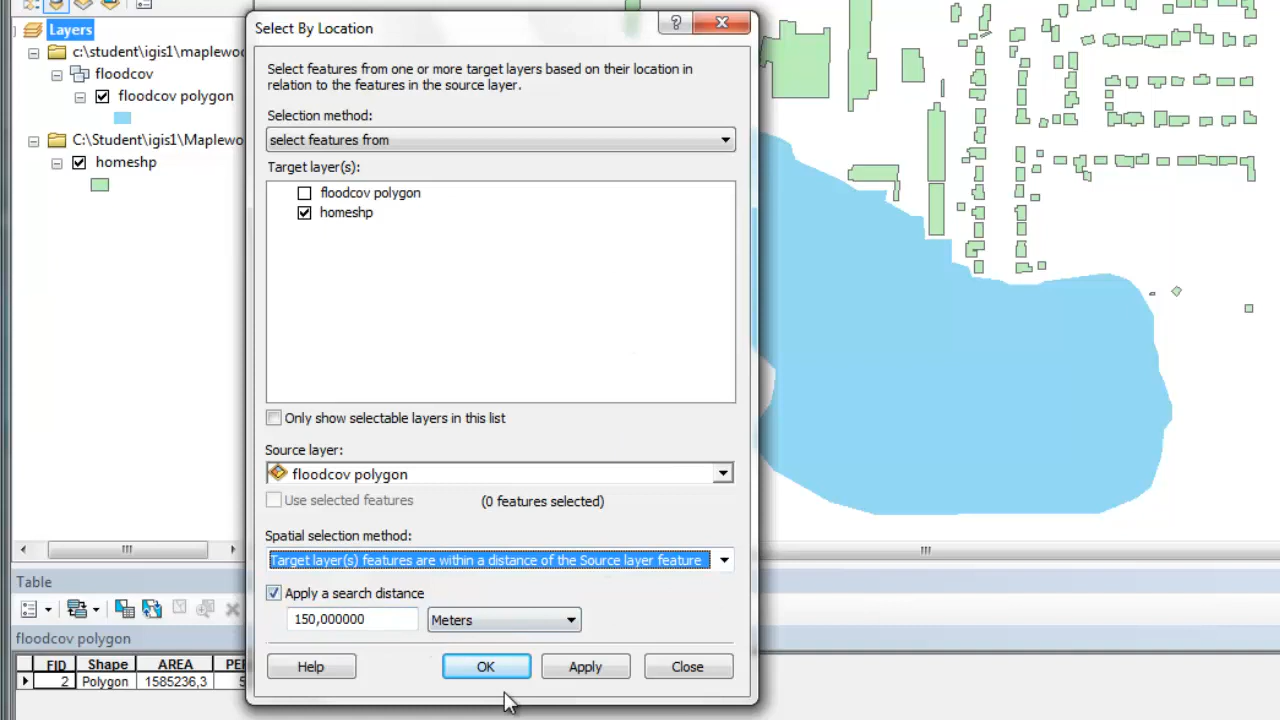 Layers
c:\student\igis1\maplewo
floodcov
floodcov polygon
C:\Student\igis1\Maplewo
homeshp
Select By Location
?
Select features from one or more target layers based on their location in
relation to the features in the source layer.
Selection method:
select features from
Target layer(s):
floodcov polygon
homeshp
Only show selectable layers in this list
Source layer:
floodcov polygon
Use selected features (0 features selected)
Spatial selection method:
Target layer(s) features are within a distance of the Source layer feature
Apply a search distance
150,000000 Meters
Help OK Apply Close
Table
floodcov polygon
FID Shape AREA PE
2 Polygon 1585236,3